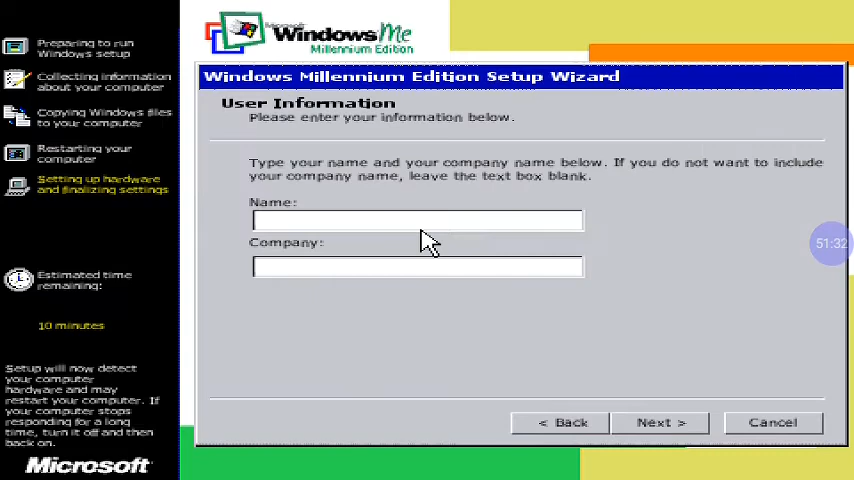 Preparing to run
Windows setup
Collecting information
about your computer
Copying Windows files
to your computer
Restarting your
computer
Setting up hardware
and finalizing settings
Estimated time
remaining:
10 minutes
Setup will now detect
your computer
hardware and may
restart your computer. If
your computer stops
responding for a long
time, turn it off and then
back on.
Microsoft
Microsoft
Windows Me
Millennium Edition
Windows Millennium Edition Setup Wizard
User Information
Please enter your information below.
Type your name and your company name below. If you do not want to include
your company name, leave the text box blank.
Name:
Company:
< Back
Next >
Cancel
51:32